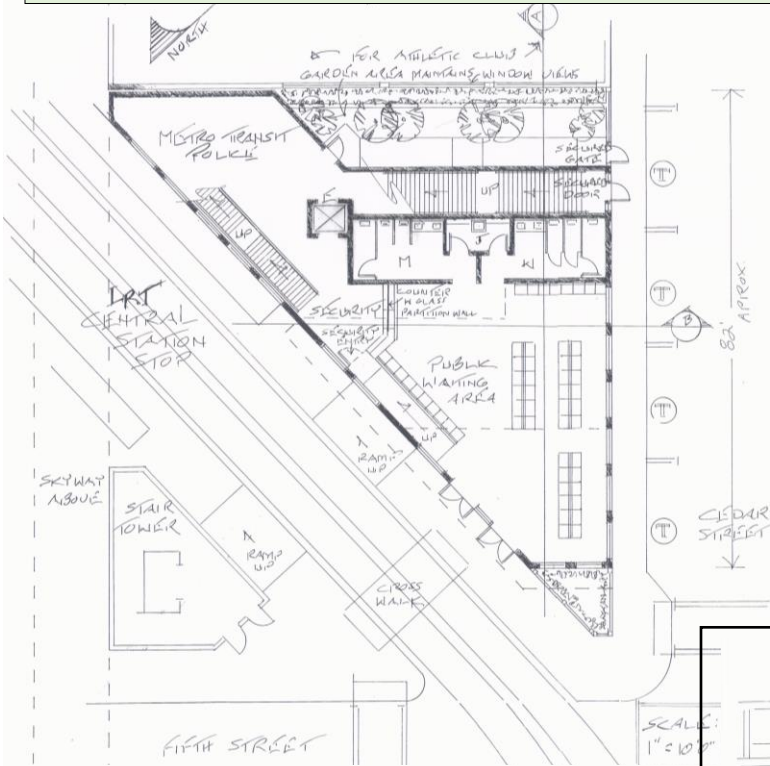 A
NORTH
FOR ATHLETIC CLUB
GARDEN AREA MAINTAINS WINDOW VIEWS
METRO TRANSIT
POLICE
SECURED
GATE
SECURED
DOOR
T
E
UP
UP
M
J
W
LRT
CENTRAL
STATION
STOP
SECURITY
COUNTER
W GLASS
PARTITION WALL
SECURITY
ENTRY
T
B
82' APPROX.
PUBLIC
WAITING
AREA
UP
RAMP
UP
T
SKYWAY
ABOVE
STAIR
TOWER
RAMP
UP
T
CEDAR
STREET
CROSS
WALK
FIFTH STREET
SCALE:
1" = 10'0"